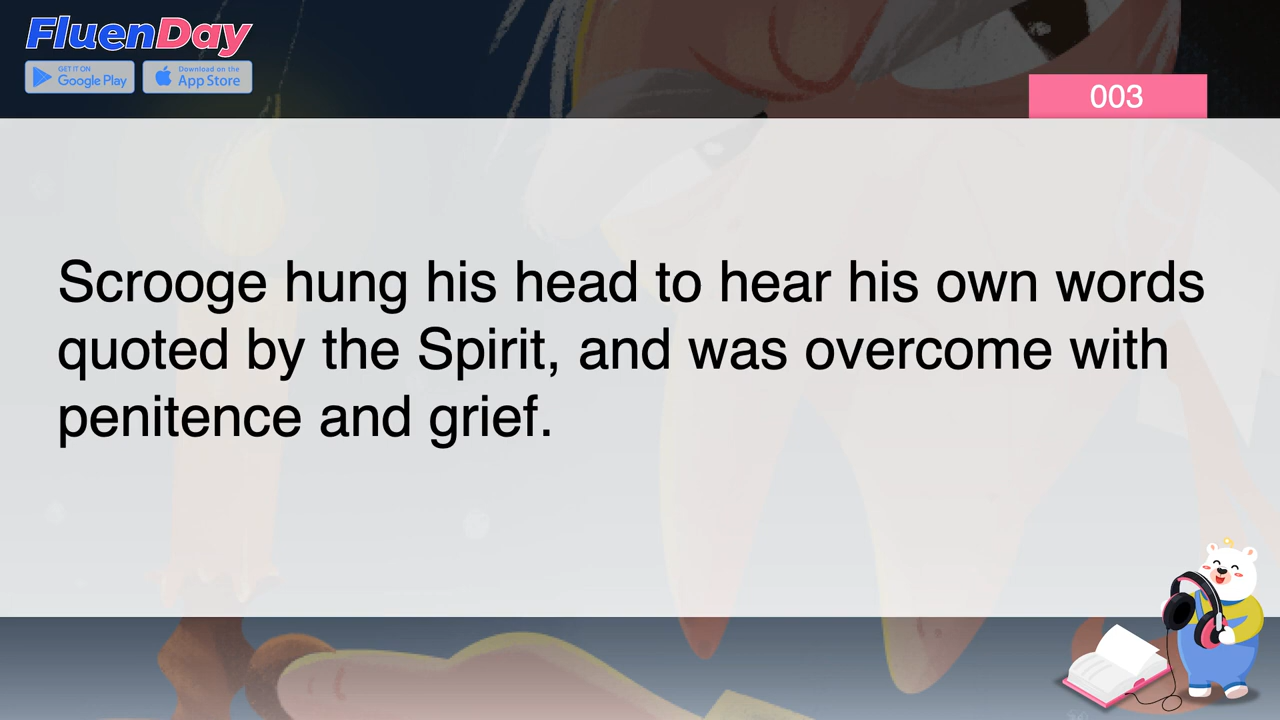 FluenDay
GET IT ON
Google Play
Download on the
App Store
003
Scrooge hung his head to hear his own words
quoted by the Spirit, and was overcome with
penitence and grief.